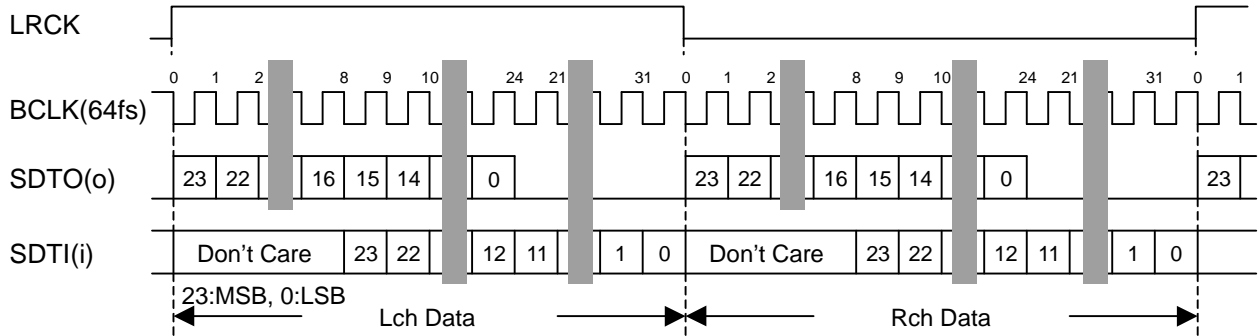 LRCK
0 1 2 8 9 10 24 21 31 0 1 2 8 9 10 24 21 31 0 1
BCLK(64fs)
SDTO(o) 23 22 16 15 14 0 23 22 16 15 14 0 23
SDTI(i) Don't Care 23 22 12 11 1 0 Don't Care 23 22 12 11 1 0
23:MSB, 0:LSB
Lch Data Rch Data